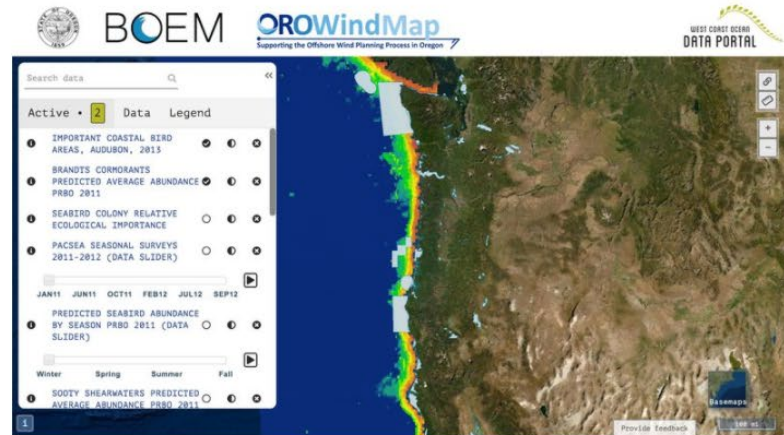 BOEM
OROWindMap
Supporting the Offshore Wind Planning Process in Oregon
WEST COAST OCEAN
DATA PORTAL
Search data
Active • 2 Data Legend
IMPORTANT COASTAL BIRD
AREAS, AUDUBON, 2013
BRANDTS CORMORANTS
PREDICTED AVERAGE ABUNDANCE
PRBO 2011
SEABIRD COLONY RELATIVE
ECOLOGICAL IMPORTANCE
PACSEA SEASONAL SURVEYS
2011-2012 (DATA SLIDER)
JAN11 JUN11 OCT11 FEB12 JUL12 SEP12
PREDICTED SEABIRD ABUNDANCE
BY SEASON PRBO 2011 (DATA
SLIDER)
Winter Spring Summer Fall
SOOTY SHEARWATERS PREDICTED
AVERAGE ABUNDANCE PRBO 2011
Basemaps
Provide feedback